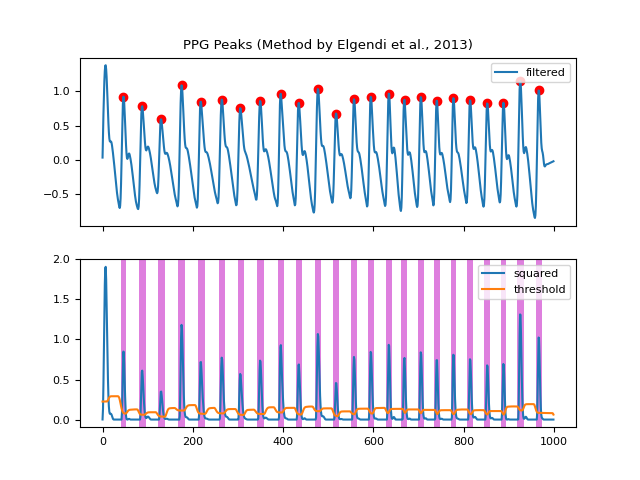 PPG Peaks (Method by Elgendi et al., 2013)
filtered
1.0
0.5
0.0
−0.5
2.0
squared
threshold
1.5
1.0
0.5
0.0
0 200 400 600 800 1000